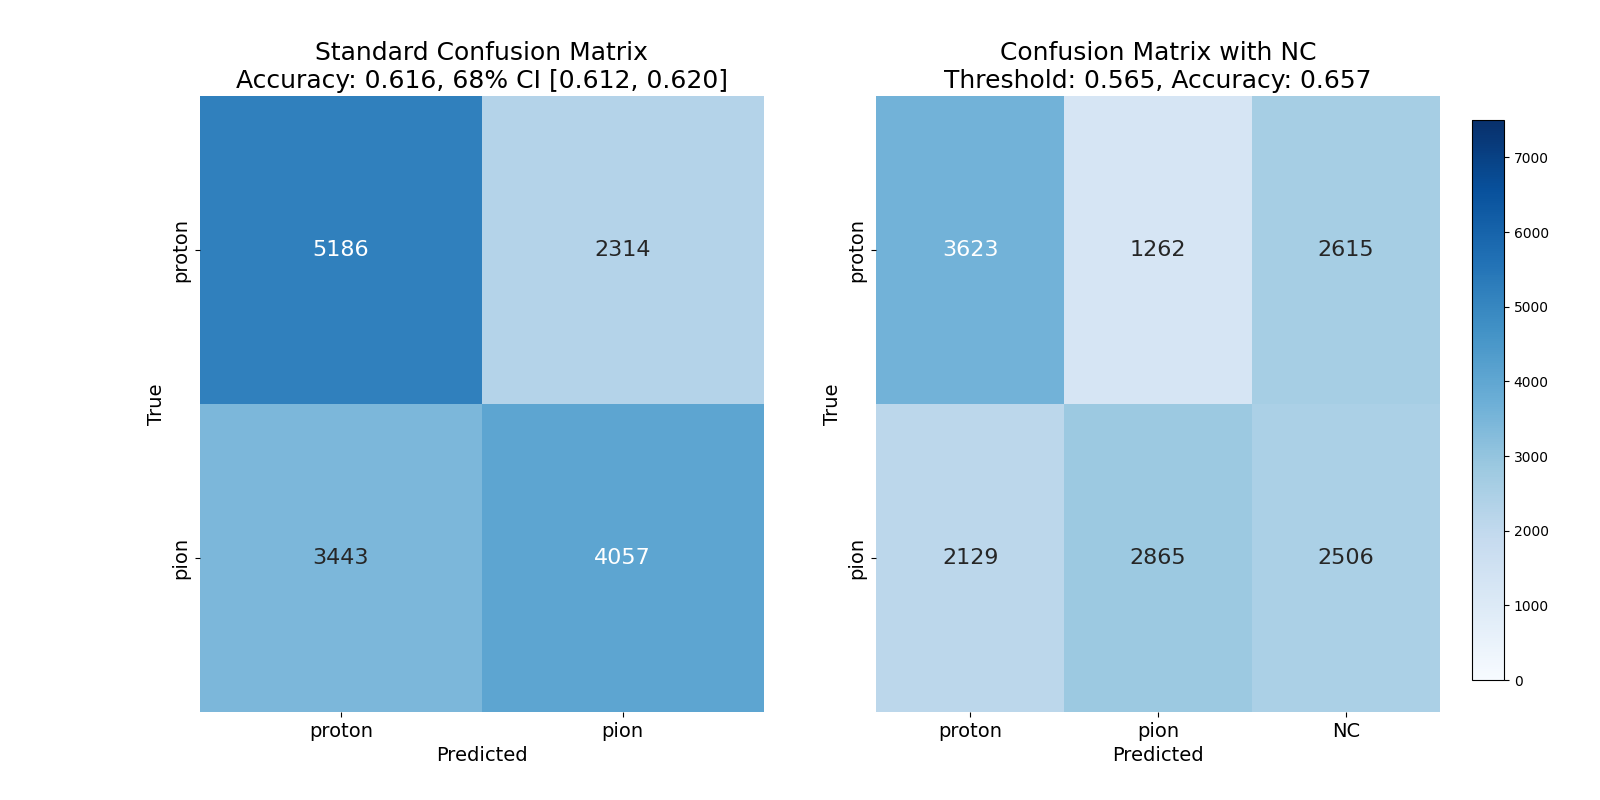 Standard Confusion Matrix
Accuracy: 0.616, 68% CI [0.612, 0.620]
proton
5186
2314
True
pion
3443
4057
proton
pion
Predicted
Confusion Matrix with NC
Threshold: 0.565, Accuracy: 0.657
proton
3623
1262
2615
True
pion
2129
2865
2506
proton
pion
NC
Predicted
7000
6000
5000
4000
3000
2000
1000
0